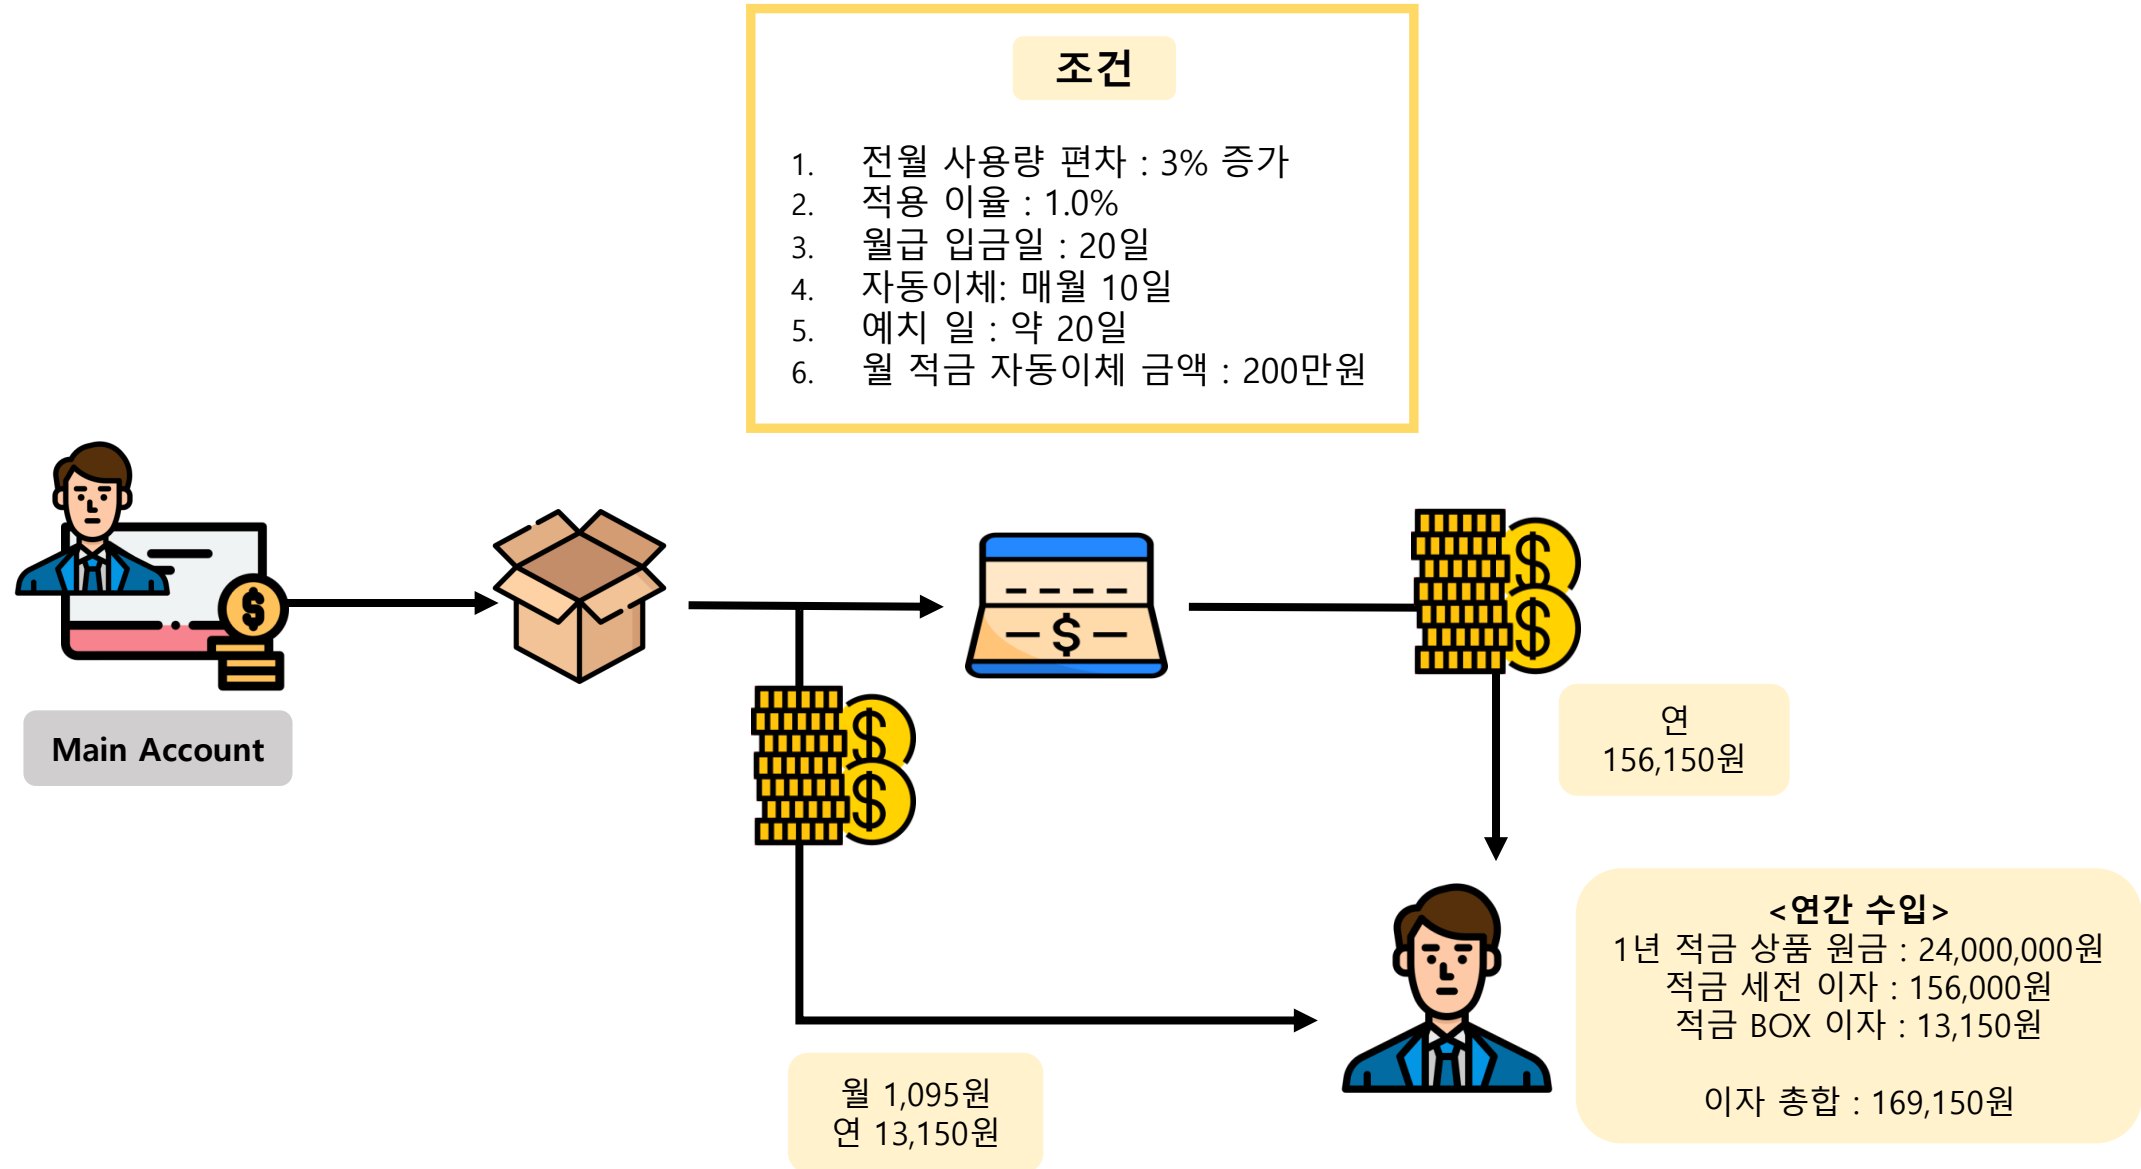 조건
1. 전월 사용량 편차 : 3% 증가
2. 적용 이율 : 1.0%
3. 월급 입금일 : 20일
4. 자동이체: 매월 10일
5. 예치 일 : 약 20일
6. 월 적금 자동이체 금액 : 200만원
Main Account
연
156,150원
<연간 수입>
1년 적금 상품 원금 : 24,000,000원
적금 세전 이자 : 156,000원
적금 BOX 이자 : 13,150원
이자 총합 : 169,150원
월 1,095원
연 13,150원